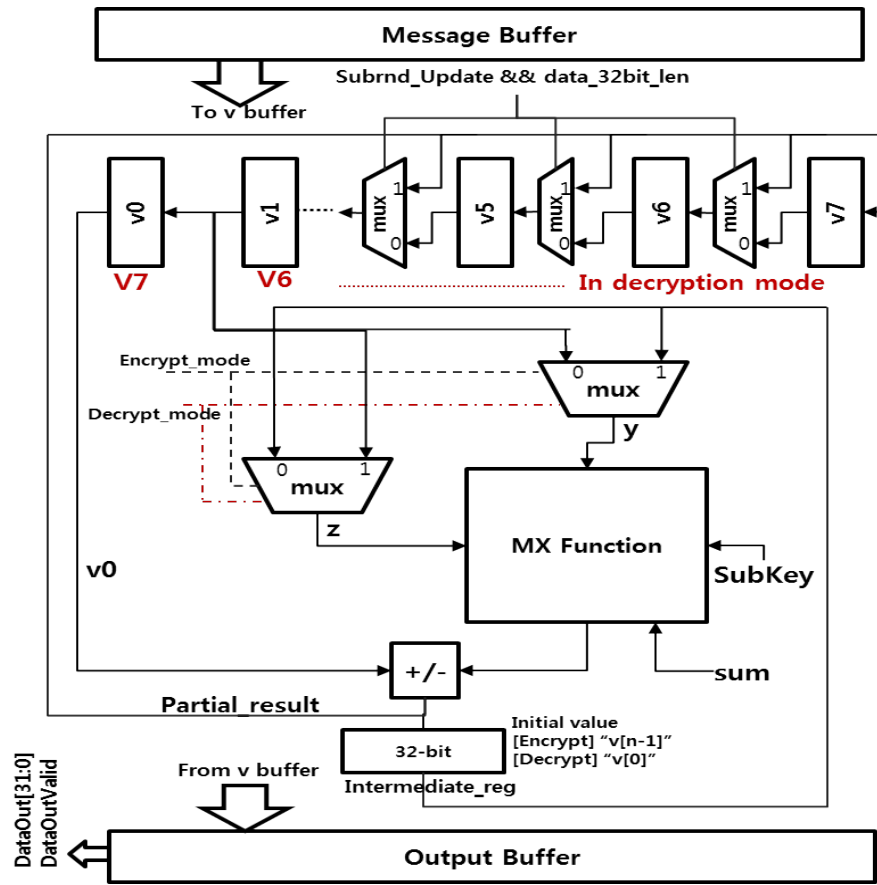 Message Buffer
Subrnd_Update && data_32bit_len
To v buffer
v0
v1
mux
1
0
v5
mux
1
0
v6
mux
1
0
v7
V7
V6
In decryption mode
Encrypt_mode
Decrypt_mode
0
1
mux
y
0
1
mux
z
MX Function
SubKey
v0
+/-
sum
Partial_result
32-bit
Initial value
[Encrypt] “v[n-1]”
[Decrypt] “v[0]”
Intermediate_reg
From v buffer
DataOut[31:0]
DataOutValid
Output Buffer